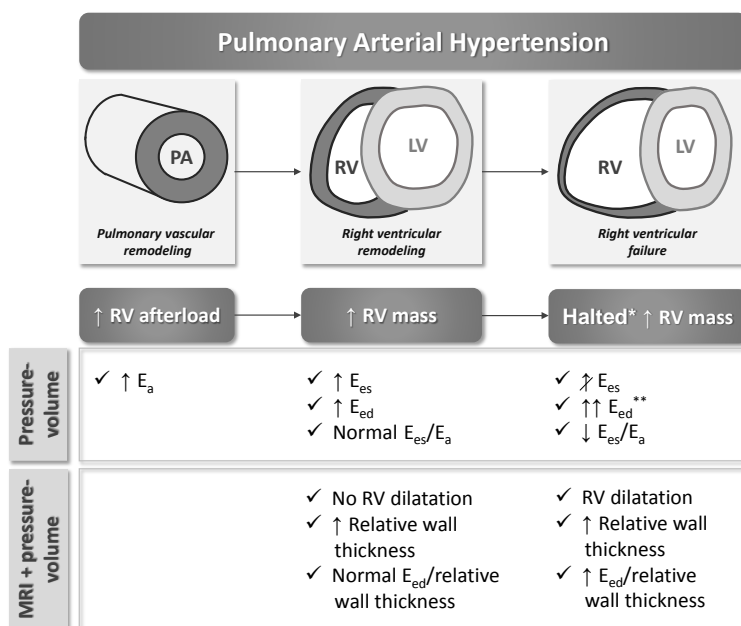 Pulmonary Arterial Hypertension
PA
Pulmonary vascular
remodeling
RV
LV
Right ventricular
remodeling
RV
LV
Right ventricular
failure
↑ RV afterload
↑ RV mass
Halted* ↑ RV mass
Pressure-
volume
✓ ↑ Ea
✓ ↑ Ees
✓ ↑ Eed
✓ Normal Ees/Ea
✓ ↑̸ Ees
✓ ↑↑ Eed**
✓ ↓ Ees/Ea
MRI + pressure-
volume
✓ No RV dilatation
✓ ↑ Relative wall
thickness
✓ Normal Eed/relative
wall thickness
✓ RV dilatation
✓ ↑ Relative wall
thickness
✓ ↑ Eed/relative
wall thickness